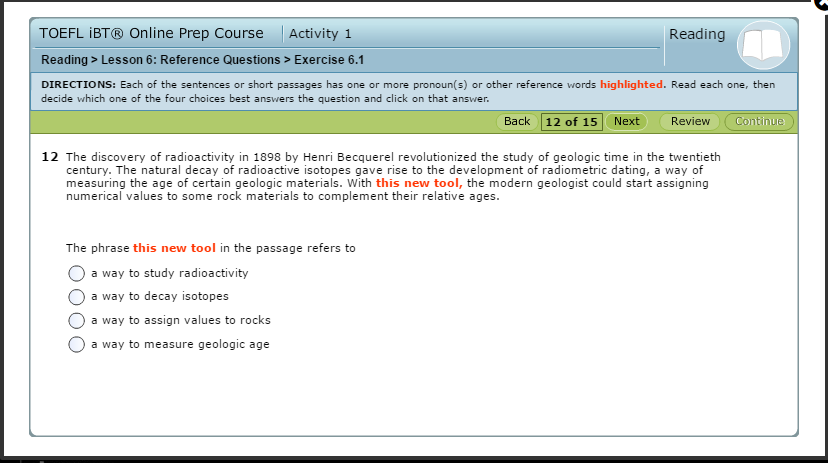 TOEFL iBT® Online Prep Course
Activity 1
Reading
Reading > Lesson 6: Reference Questions > Exercise 6.1
DIRECTIONS: Each of the sentences or short passages has one or more pronoun(s) or other reference words highlighted. Read each one, then
decide which one of the four choices best answers the question and click on that answer.
Back
12 of 15
Next
Review
Continue
12 The discovery of radioactivity in 1898 by Henri Becquerel revolutionized the study of geologic time in the twentieth
century. The natural decay of radioactive isotopes gave rise to the development of radiometric dating, a way of
measuring the age of certain geologic materials. With this new tool, the modern geologist could start assigning
numerical values to some rock materials to complement their relative ages.
The phrase this new tool in the passage refers to
a way to study radioactivity
a way to decay isotopes
a way to assign values to rocks
a way to measure geologic age